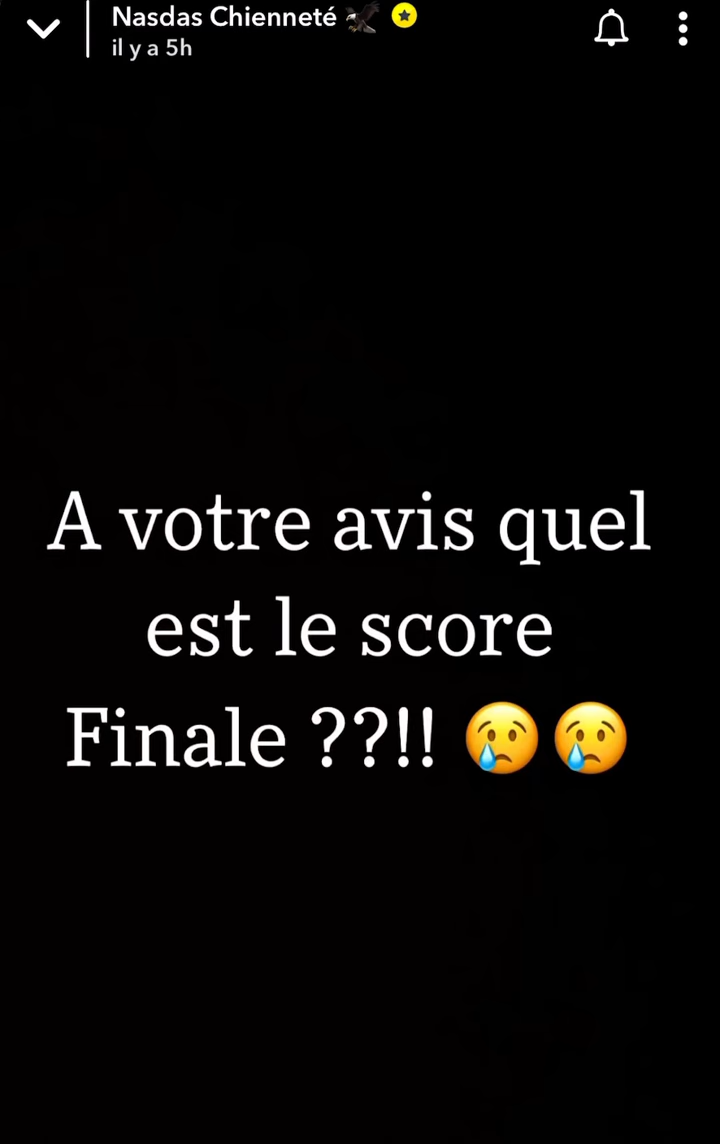 Nasdas Chienneté 🦅
il y a 5h
A votre avis quel
est le score
Finale ??!! 😢😢